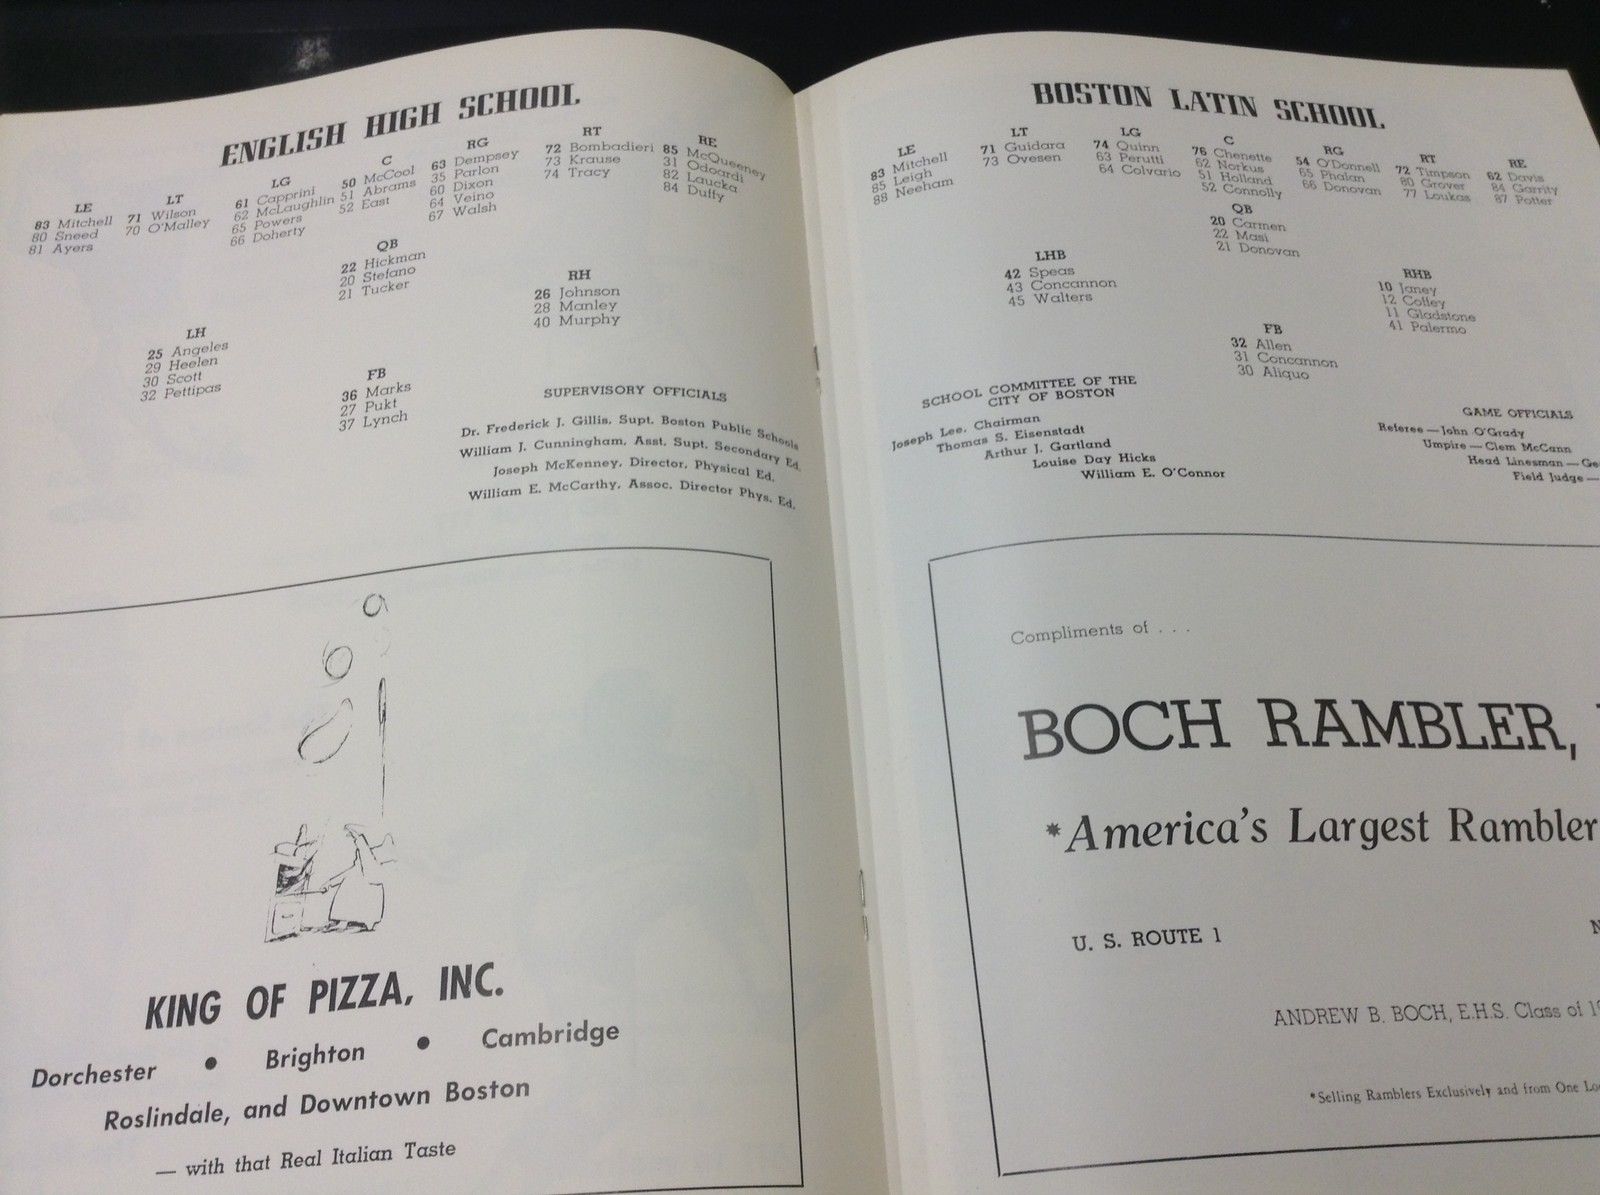 ENGLISH HIGH SCHOOL
LE
83 Mitchell
80 Sneed
81 Ayers
LT
71 Wilson
70 O'Malley
LG
61 Capprini
62 McLaughlin
65 Powers
66 Doherty
C
50 McCool
51 Abrams
52 East
RG
63 Dempsey
35 Parlon
60 Dixon
64 Veino
67 Walsh
RT
72 Bombadieri
73 Krause
74 Tracy
RE
85 McQueeney
31 Odoardi
82 Laucka
84 Duffy
QB
22 Hickman
20 Stefano
21 Tucker
RH
26 Johnson
28 Manley
40 Murphy
LH
25 Angeles
29 Heelen
30 Scott
32 Pettipas
FB
36 Marks
27 Pukt
37 Lynch
SUPERVISORY OFFICIALS
Dr. Frederick J. Gillis, Supt. Boston Public Schools
William J. Cunningham, Asst. Supt. Secondary Ed.
Joseph McKenney, Director, Physical Ed.
William E. McCarthy, Assoc. Director Phys. Ed.
KING OF PIZZA, INC.
Dorchester • Brighton • Cambridge
Roslindale, and Downtown Boston
— with that Real Italian Taste
BOSTON LATIN SCHOOL
LE
83 Mitchell
85 Leigh
88 Neeham
LT
71 Guidara
73 Ovesen
LG
74 Quinn
63 Perutti
64 Colvario
C
76 Chenette
62 Norkus
51 Holland
52 Connolly
RG
54 O'Donnell
65 Phalan
66 Donovan
RT
72 Timpson
80 Grover
77 Loukas
RE
62 Davis
84 Garrity
87 Potter
QB
20 Carmen
22 Masi
21 Donovan
LHB
42 Speas
43 Concannon
45 Walters
RHB
10 Janey
12 Coffey
11 Gladstone
41 Palermo
FB
32 Allen
31 Concannon
30 Aliquo
SCHOOL COMMITTEE OF THE
CITY OF BOSTON
Joseph Lee, Chairman
Thomas S. Eisenstadt
Arthur J. Gartland
Louise Day Hicks
William E. O'Connor
GAME OFFICIALS
Referee — John O'Grady
Umpire — Clem McCann
Head Linesman — Ge
Field Judge —
Compliments of . . .
BOCH RAMBLER,
*America's Largest Rambler
U. S. ROUTE 1
ANDREW B. BOCH, E.H.S. Class of
*Selling Ramblers Exclusively and from One